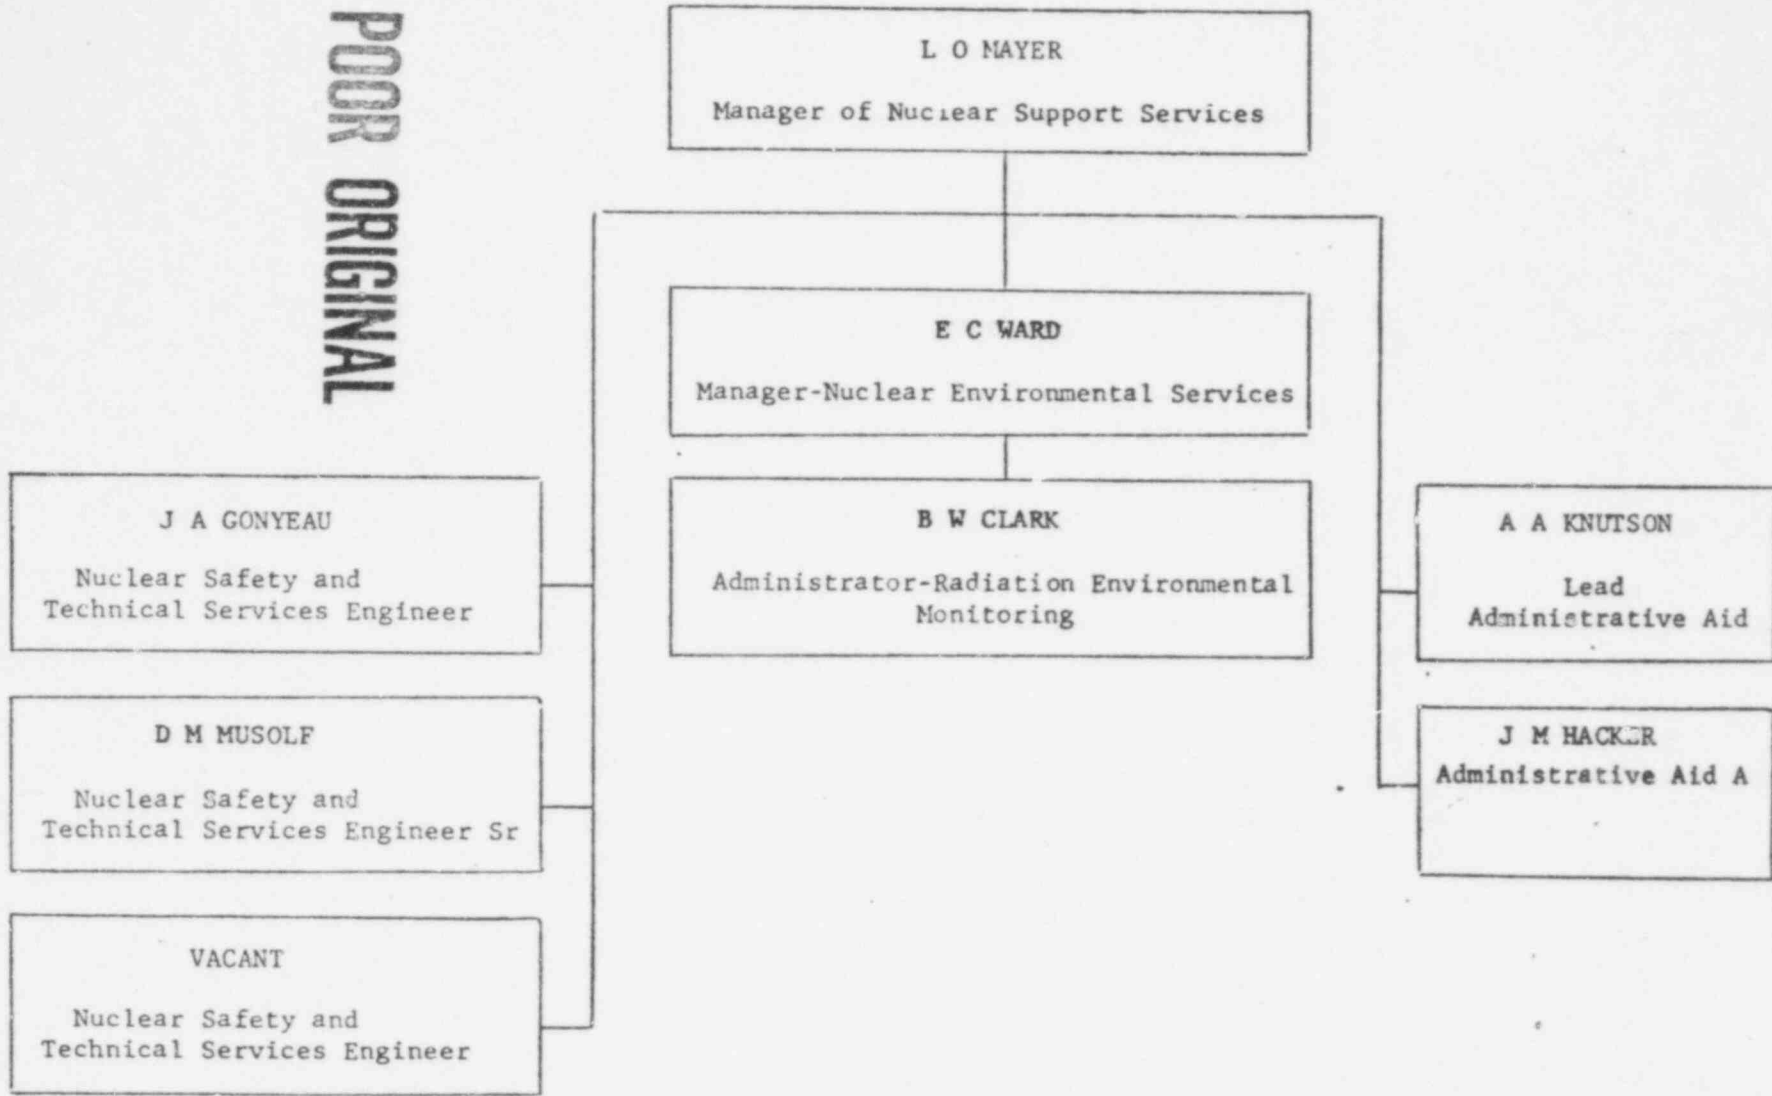 POOR ORIGINAL
L O MAYER
Manager of Nuclear Support Services
E C WARD
Manager-Nuclear Environmental Services
B W CLARK
Administrator-Radiation Environmental
Monitoring
J A GONYEAU
Nuclear Safety and
Technical Services Engineer
D M MUSOLF
Nuclear Safety and
Technical Services Engineer Sr
VACANT
Nuclear Safety and
Technical Services Engineer
A A KNUTSON
Lead
Administrative Aid
J M HACKER
Administrative Aid A